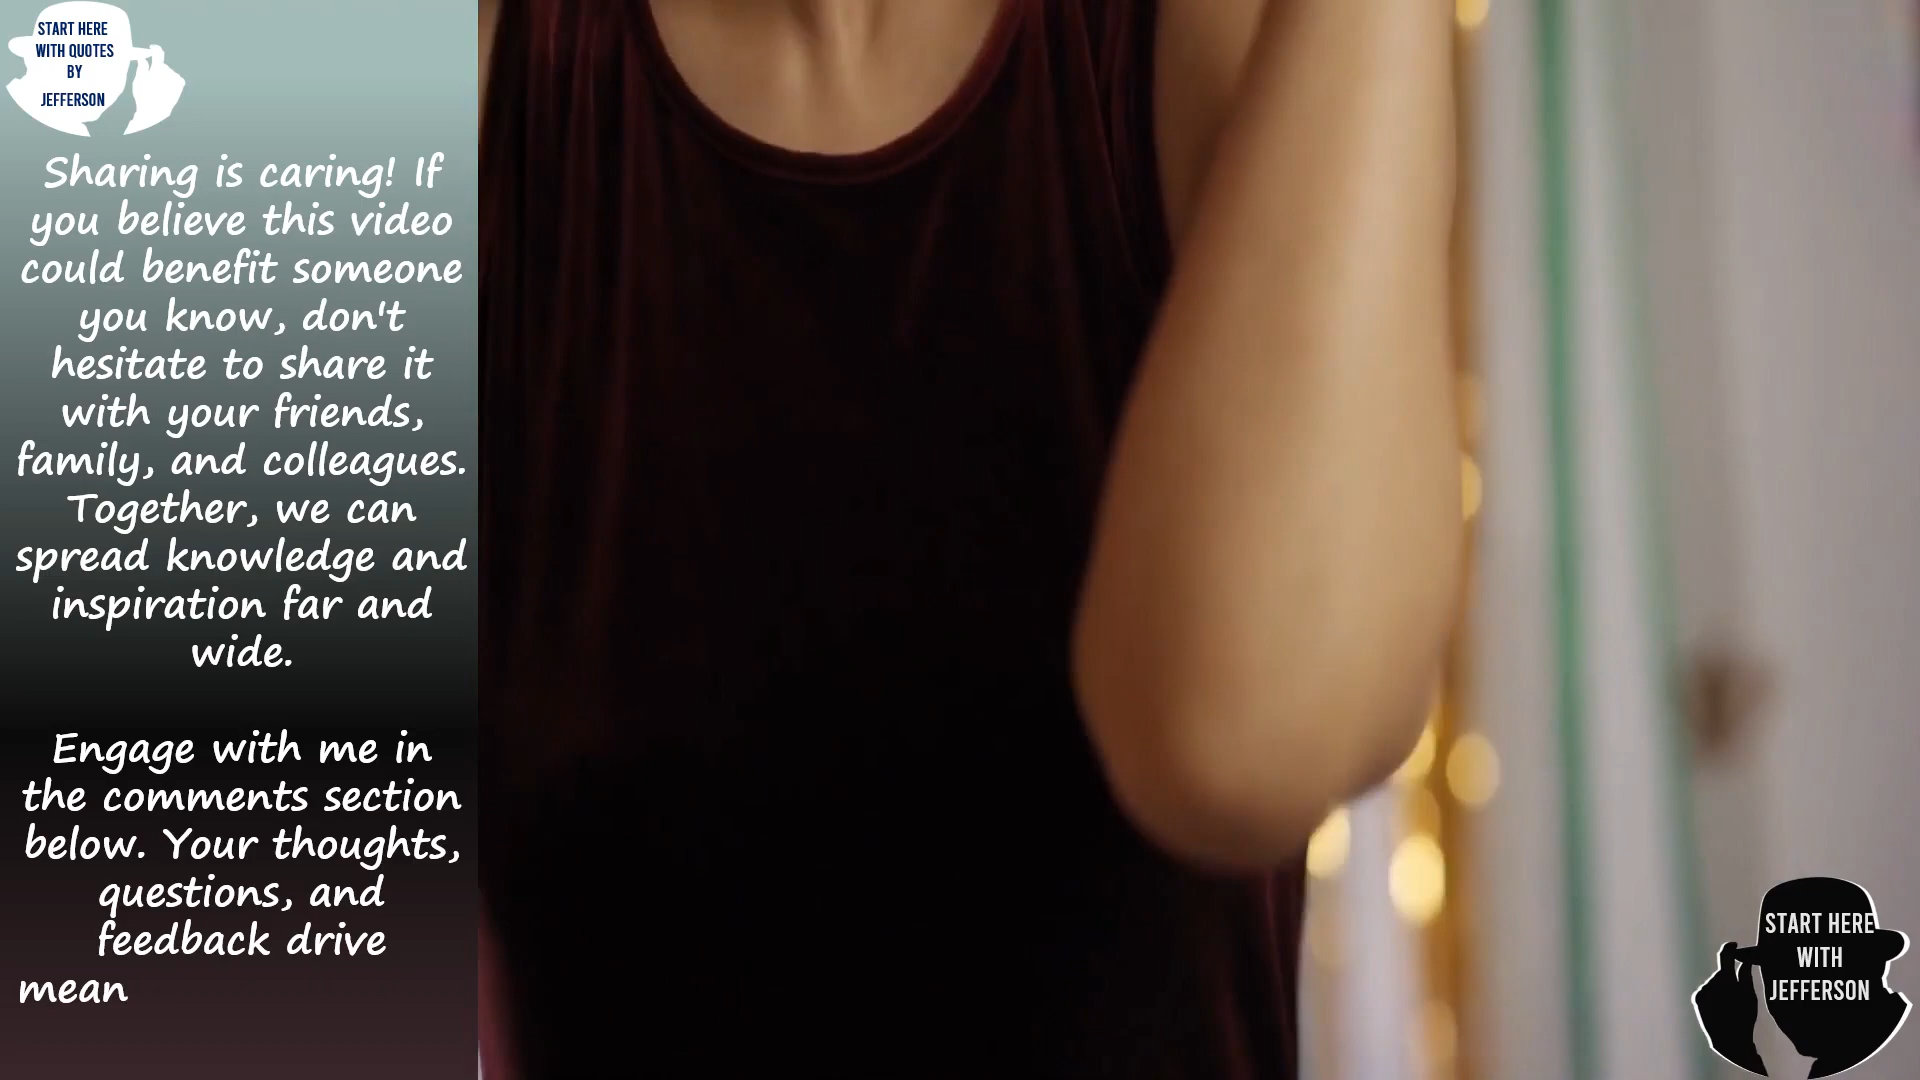 START HERE
WITH QUOTES
BY
JEFFERSON
Sharing is caring! If
you believe this video
could benefit someone
you know, don't
hesitate to share it
with your friends,
family, and colleagues.
Together, we can
spread knowledge and
inspiration far and
wide.
Engage with me in
the comments section
below. Your thoughts,
questions, and
feedback drive
mean
START HERE
WITH
JEFFERSON